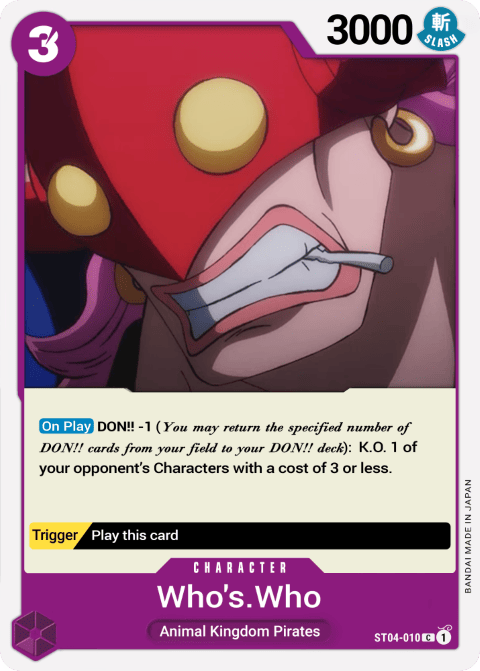 3
3000
斬
SLASH
On Play DON!! -1 (You may return the specified number of
DON!! cards from your field to your DON!! deck): K.O. 1 of
your opponent's Characters with a cost of 3 or less.
Trigger Play this card
CHARACTER
Who's.Who
Animal Kingdom Pirates
ST04-010 C 1
BANDAI MADE IN JAPAN